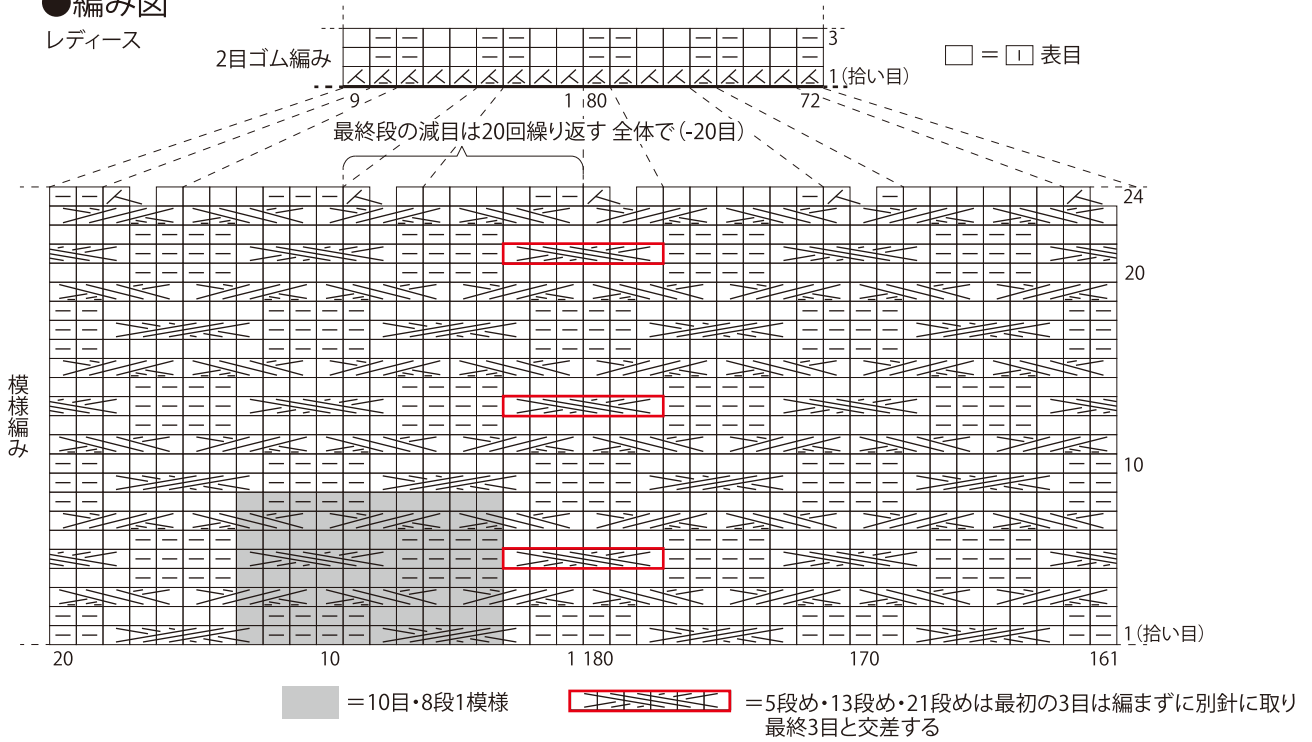 ●編み図
レディース
2目ゴム編み
3
1(拾い目)
□=□ 表目
9
1 80
72
最終段の減目は20回繰り返す 全体で(-20目)
24
20
模様編み
10
1(拾い目)
20
10
1 180
170
161
=10目・8段1模様
=5段め・13段め・21段めは最初の3目は編まずに別針に取り
最終3目と交差する